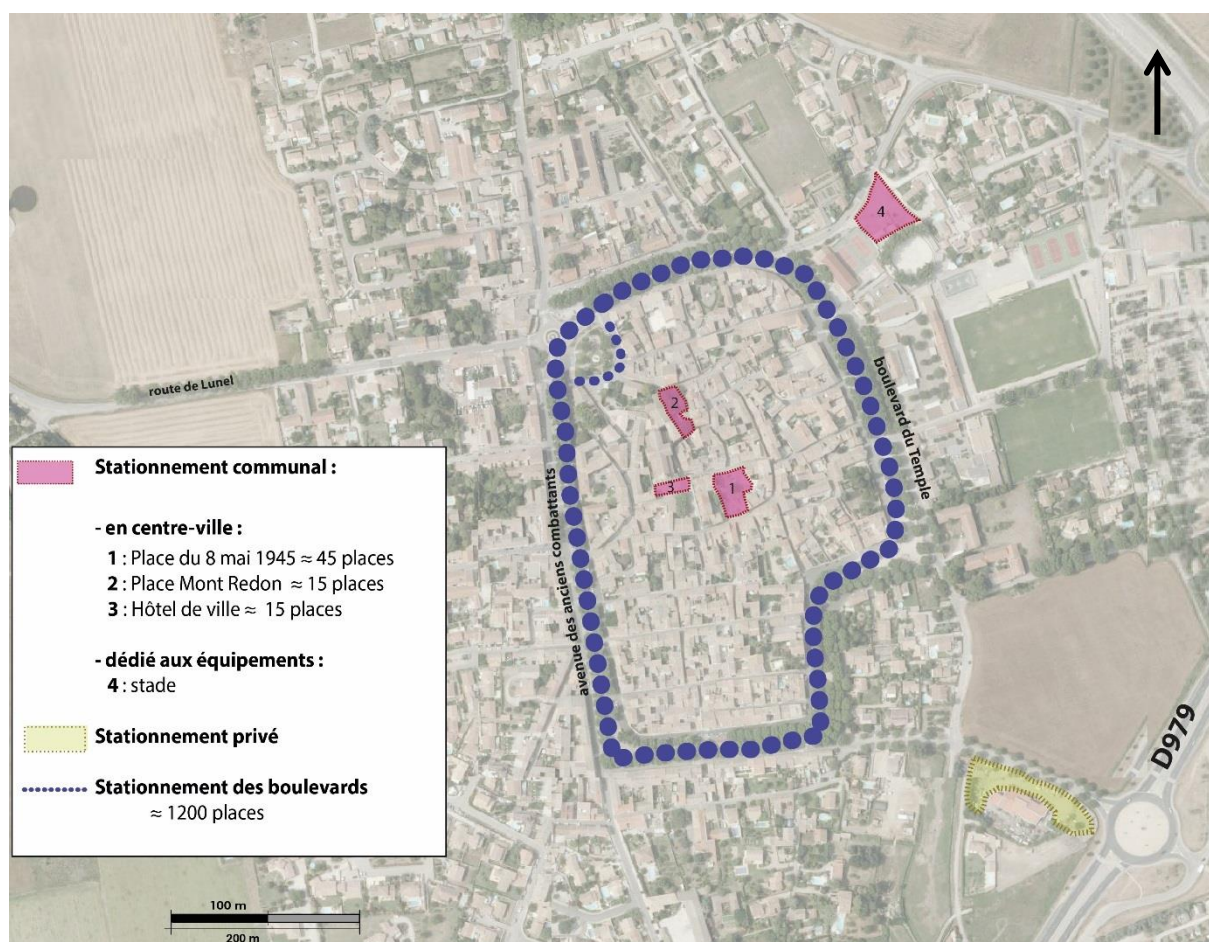 4
route de Lunel
2
3
1
avenue des anciens combattants
boulevard du Temple
D979
Stationnement communal :
- en centre-ville :
1 : Place du 8 mai 1945 ≈ 45 places
2 : Place Mont Redon ≈ 15 places
3 : Hôtel de ville ≈ 15 places
- dédié aux équipements :
4 : stade
Stationnement privé
Stationnement des boulevards
≈ 1200 places
100 m
200 m